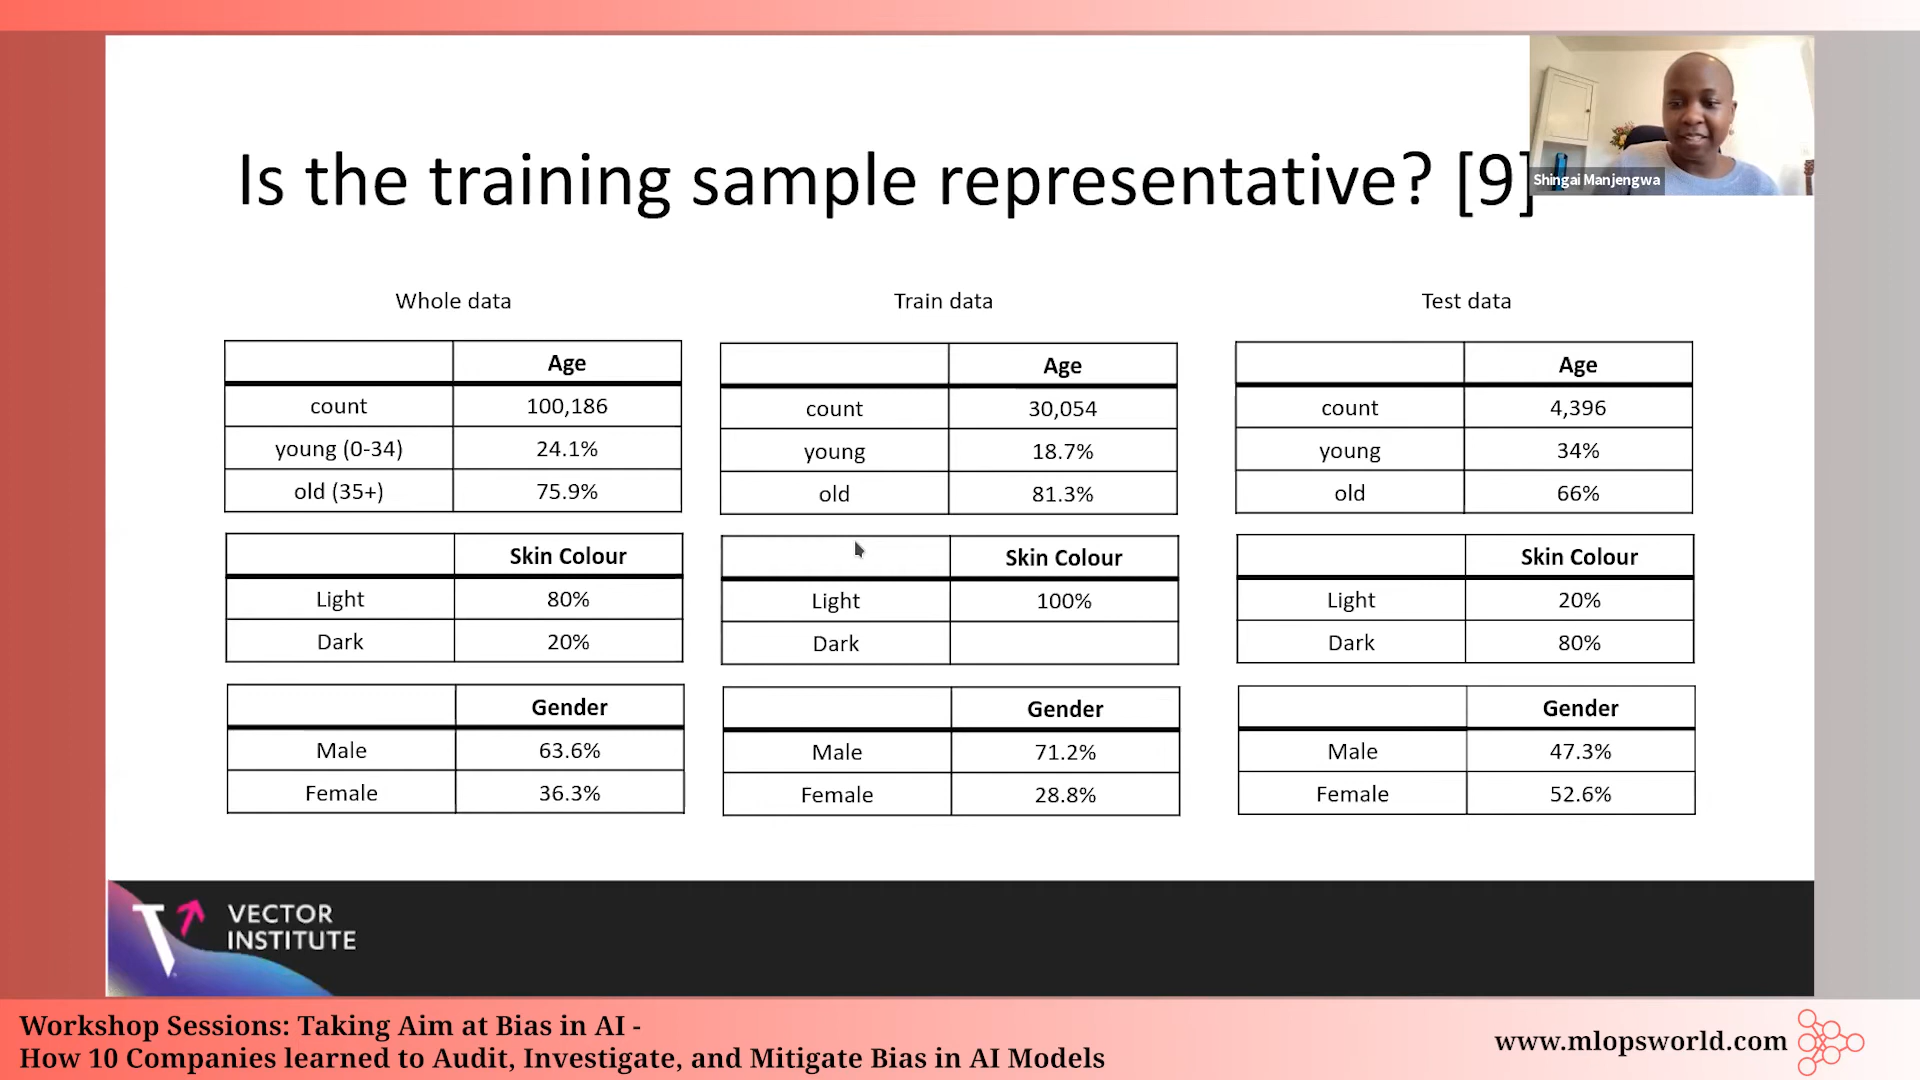 Is the training sample representative? [9]
Shingai Manjengwa
Whole data
Age
count 100,186
young (0-34) 24.1%
old (35+) 75.9%
Skin Colour
Light 80%
Dark 20%
Gender
Male 63.6%
Female 36.3%
Train data
Age
count 30,054
young 18.7%
old 81.3%
Skin Colour
Light 100%
Dark
Gender
Male 71.2%
Female 28.8%
Test data
Age
count 4,396
young 34%
old 66%
Skin Colour
Light 20%
Dark 80%
Gender
Male 47.3%
Female 52.6%
VECTOR
INSTITUTE
Workshop Sessions: Taking Aim at Bias in AI -
How 10 Companies learned to Audit, Investigate, and Mitigate Bias in AI Models
www.mlopsworld.com